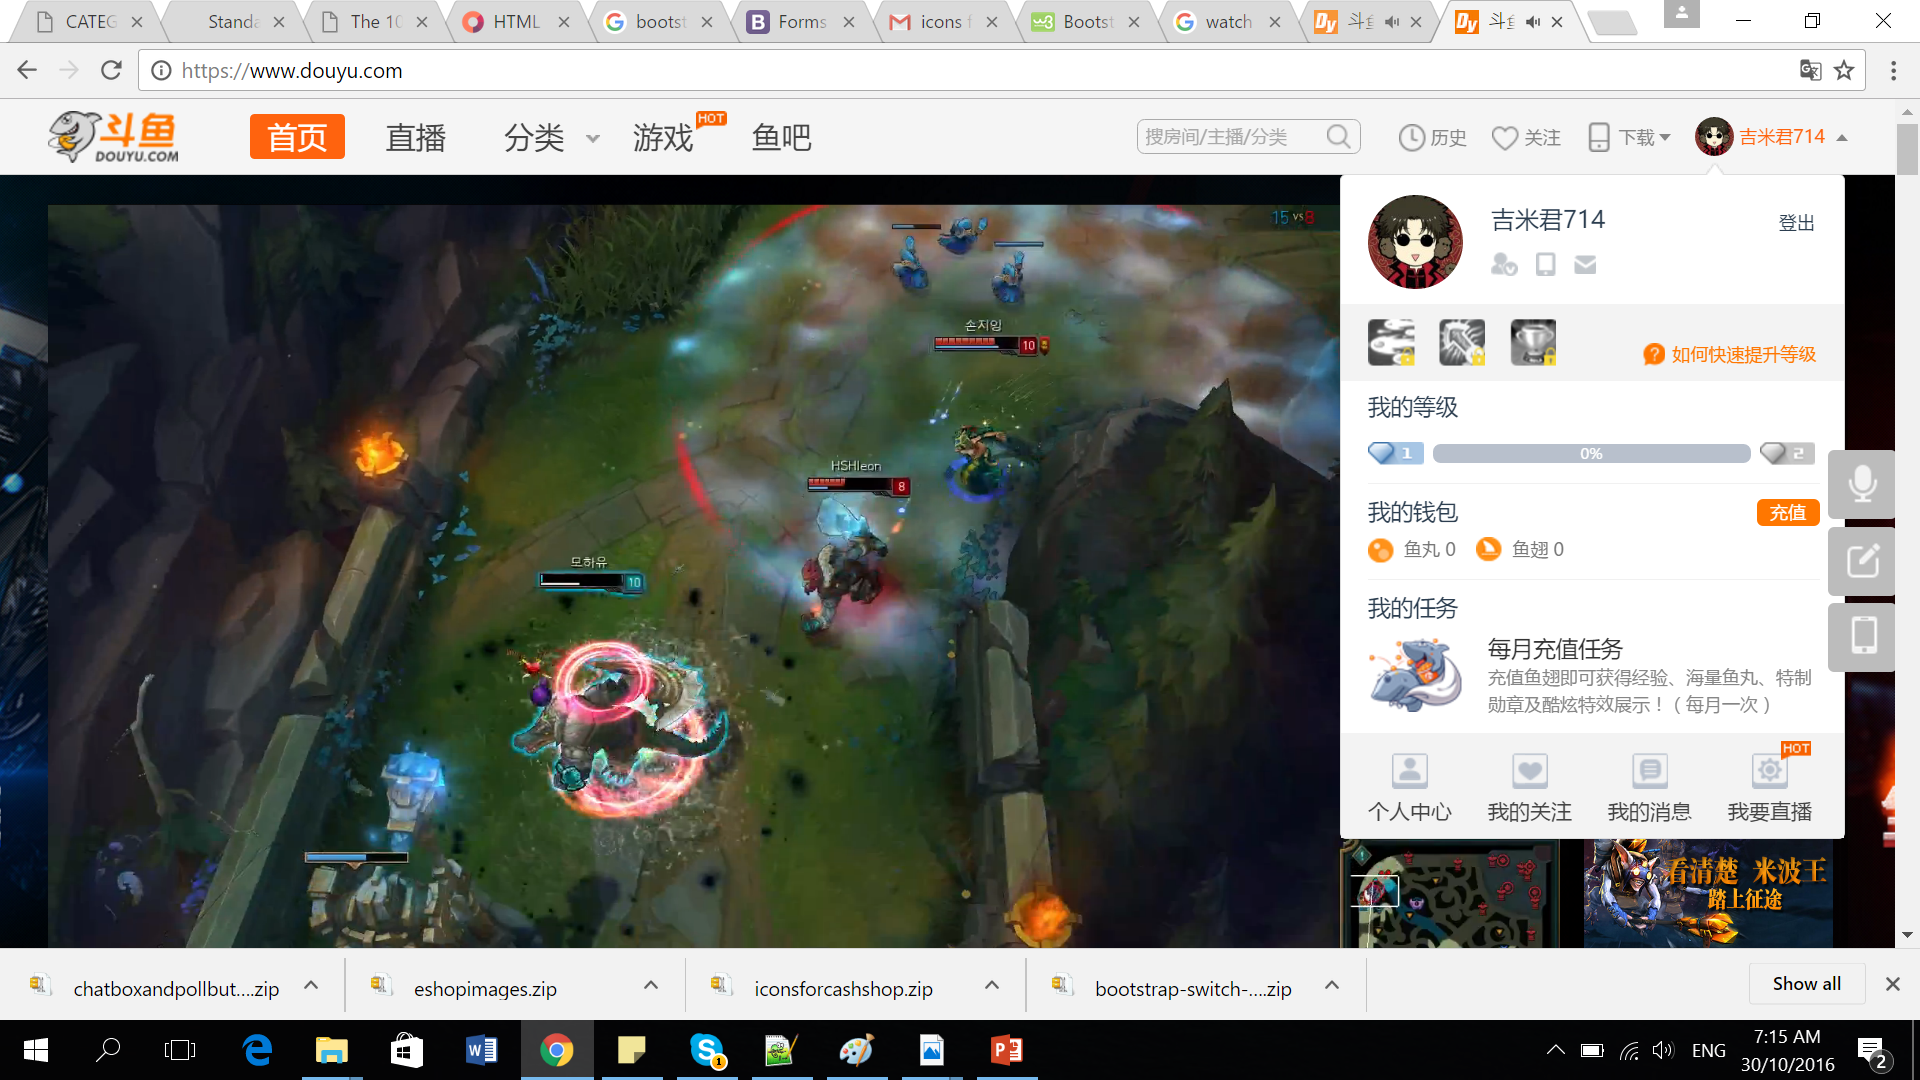 CATEG
Standa
The 10
HTML
bootst
Forms
icons f
Bootst
watch
斗鱼
斗鱼
https://www.douyu.com
斗鱼
DOUYU.COM
首页 直播 分类 游戏 HOT 鱼吧
搜房间/主播/分类
历史 关注 下载 吉米君714
吉米君714 登出
如何快速提升等级
我的等级
1 0% 2
我的钱包 充值
鱼丸 0 鱼翅 0
我的任务
每月充值任务
充值鱼翅即可获得经验、海量鱼丸、特制
勋章及酷炫特效展示！( 每月一次 )
HOT
个人中心 我的关注 我的消息 我要直播
15 vs 8
손지잉
10
HSHleon
8
모하유
10
看清楚 米波王
踏上征途
chatboxandpollbut....zip
eshopimages.zip
iconsforcashshop.zip
bootstrap-switch-....zip
Show all
1
ENG
7:15 AM
30/10/2016
2